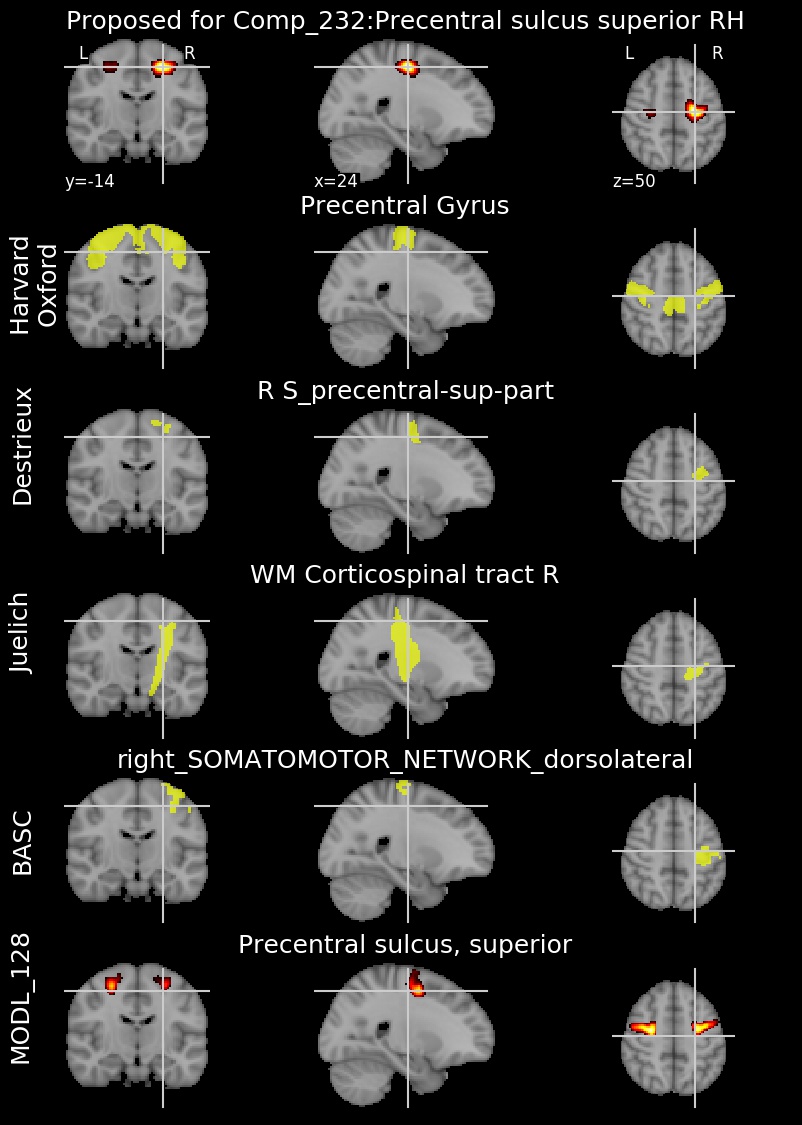 Proposed for Comp_232:Precentral sulcus superior RH
L R
L R
y=-14
x=24
z=50
Precentral Gyrus
Harvard
Oxford
R S_precentral-sup-part
Destrieux
WM Corticospinal tract R
Juelich
right_SOMATOMOTOR_NETWORK_dorsolateral
BASC
Precentral sulcus, superior
MODL_128